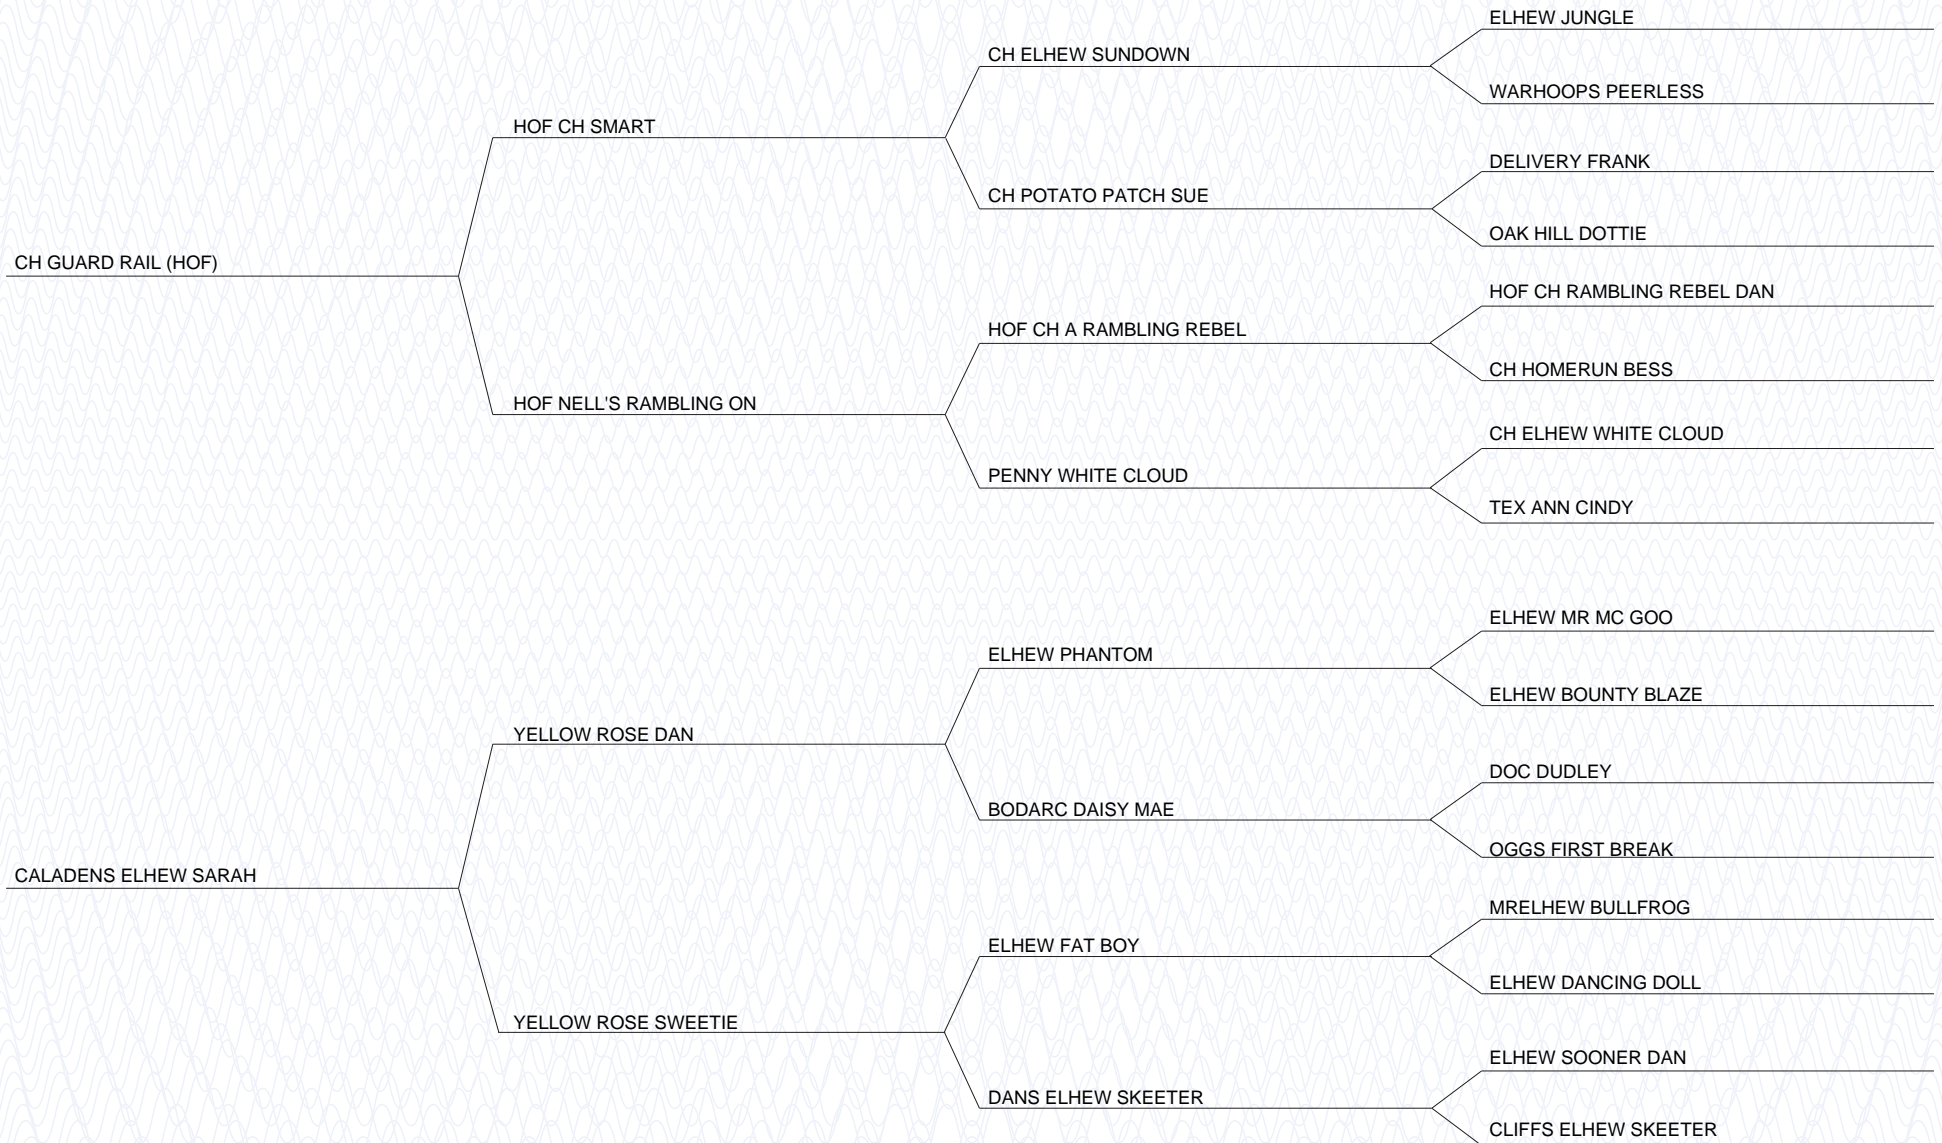 ELHEW JUNGLE
CH ELHEW SUNDOWN
WARHOOPS PEERLESS
HOF CH SMART
DELIVERY FRANK
CH POTATO PATCH SUE
OAK HILL DOTTIE
CH GUARD RAIL (HOF)
HOF CH RAMBLING REBEL DAN
HOF CH A RAMBLING REBEL
CH HOMERUN BESS
HOF NELL'S RAMBLING ON
CH ELHEW WHITE CLOUD
PENNY WHITE CLOUD
TEX ANN CINDY
ELHEW MR MC GOO
ELHEW PHANTOM
ELHEW BOUNTY BLAZE
YELLOW ROSE DAN
DOC DUDLEY
BODARC DAISY MAE
OGGS FIRST BREAK
CALADENS ELHEW SARAH
MRELHEW BULLFROG
ELHEW FAT BOY
ELHEW DANCING DOLL
YELLOW ROSE SWEETIE
ELHEW SOONER DAN
DANS ELHEW SKEETER
CLIFFS ELHEW SKEETER